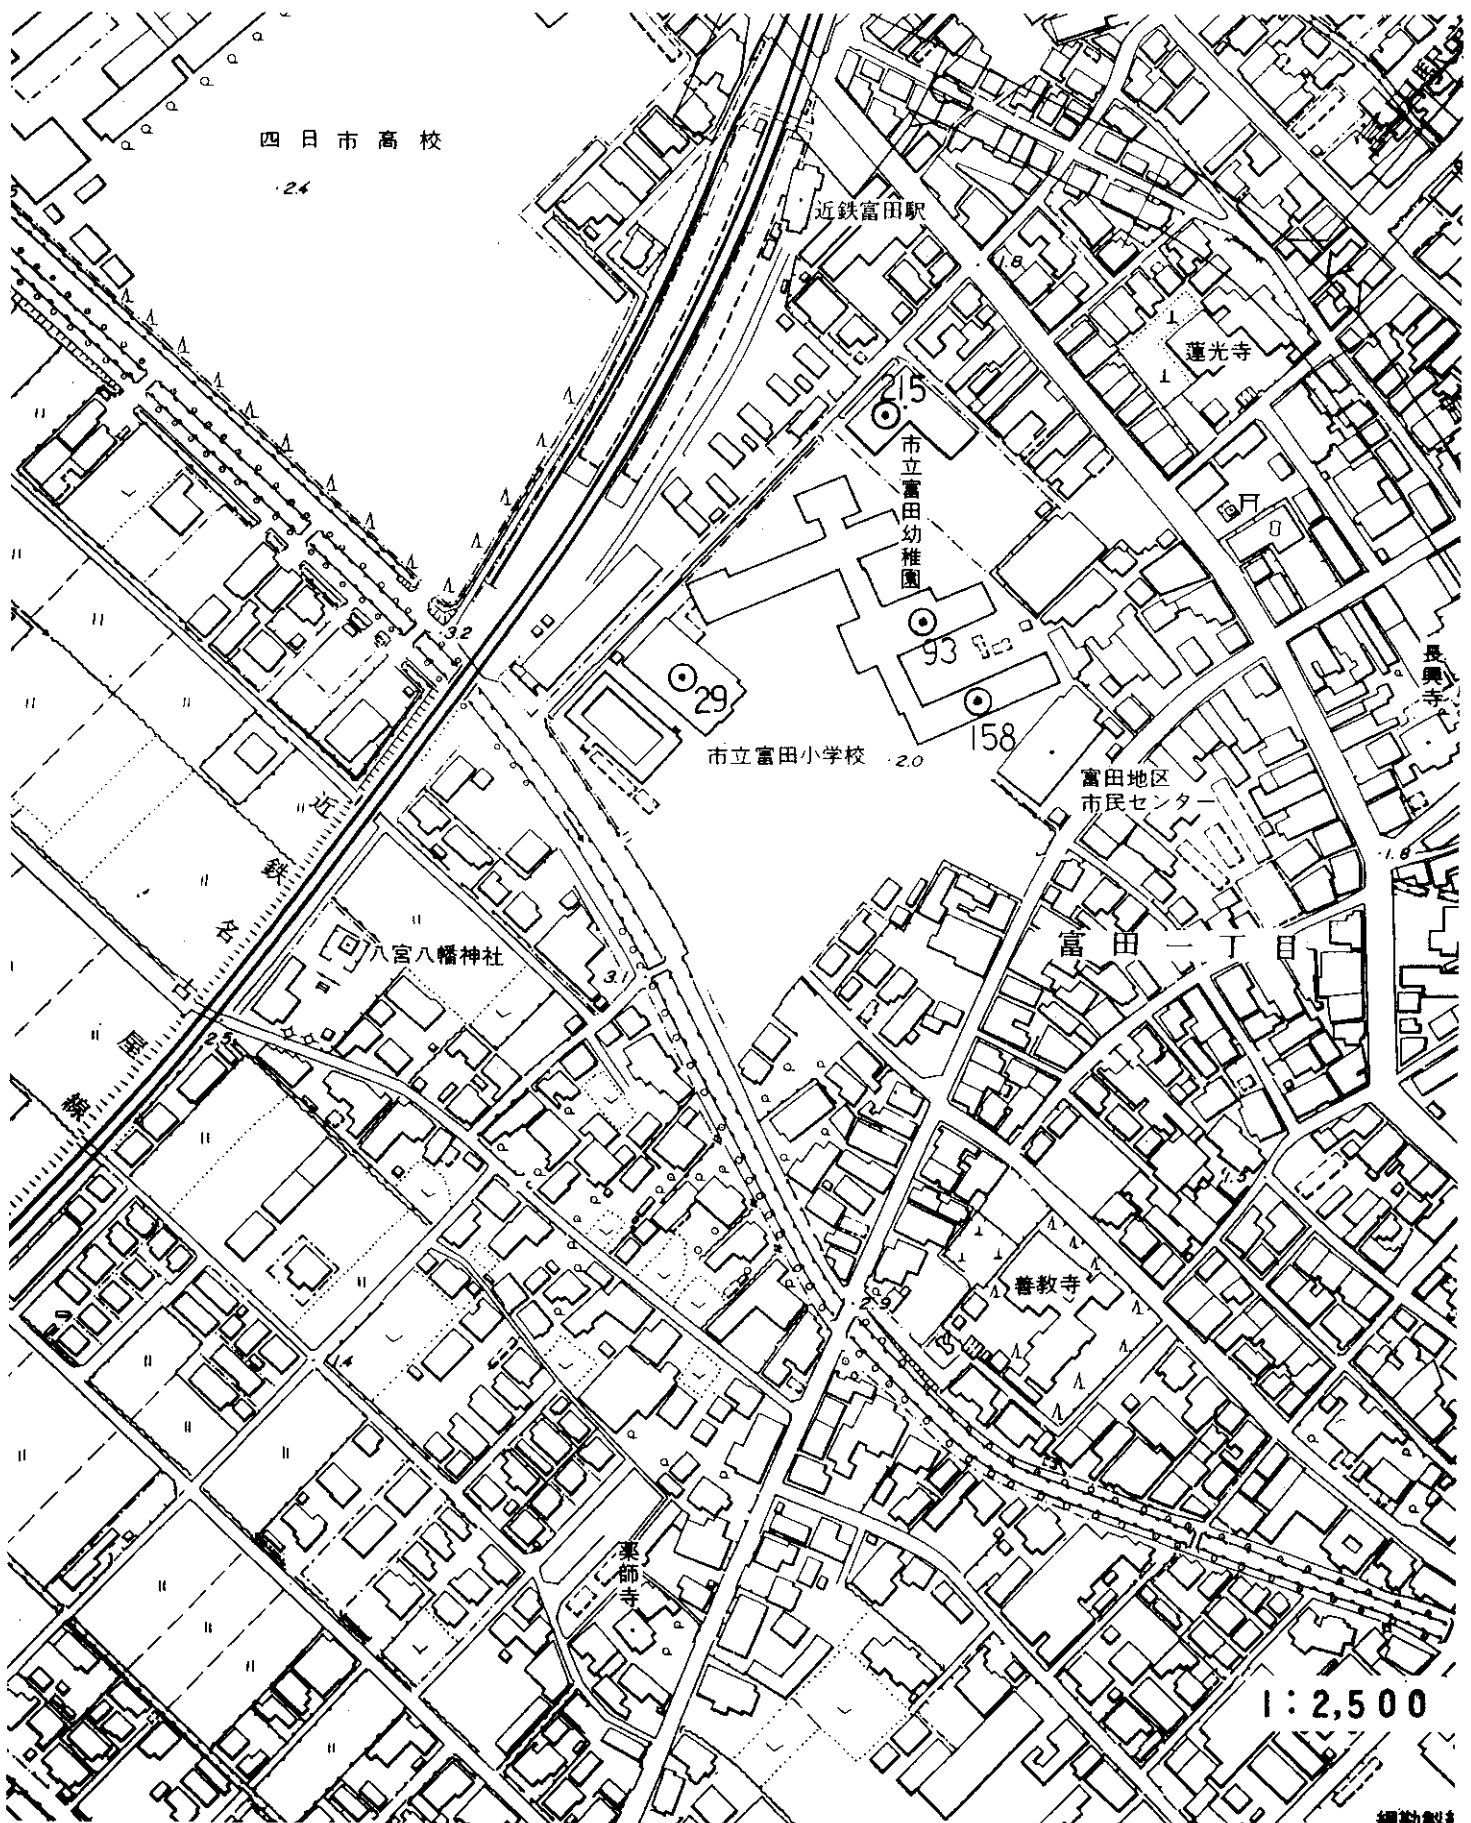 四日市高校
・2.4
近鉄富田駅
・1.8
蓮光寺
215
市立富田幼稚園
・3.2
93
29
158
長興寺
市立富田小学校
・2.0
富田地区
市民センター
・1.8
近鉄名古屋線
八宮八幡神社
富田一丁目
3.1
2.5
1.5
善教寺
・2.9
1.4
薬師寺
1:2,500